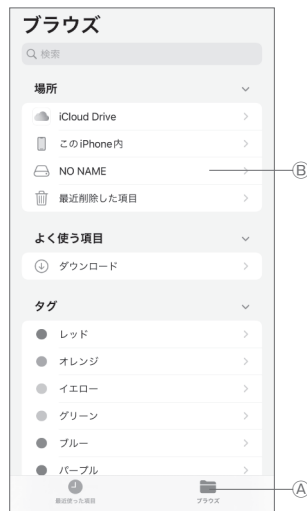 ブラウズ
検索
場所
iCloud Drive
このiPhone内
NO NAME
B
最近削除した項目
よく使う項目
ダウンロード
タグ
レッド
オレンジ
イエロー
グリーン
ブルー
パープル
最近使った項目
ブラウズ
A